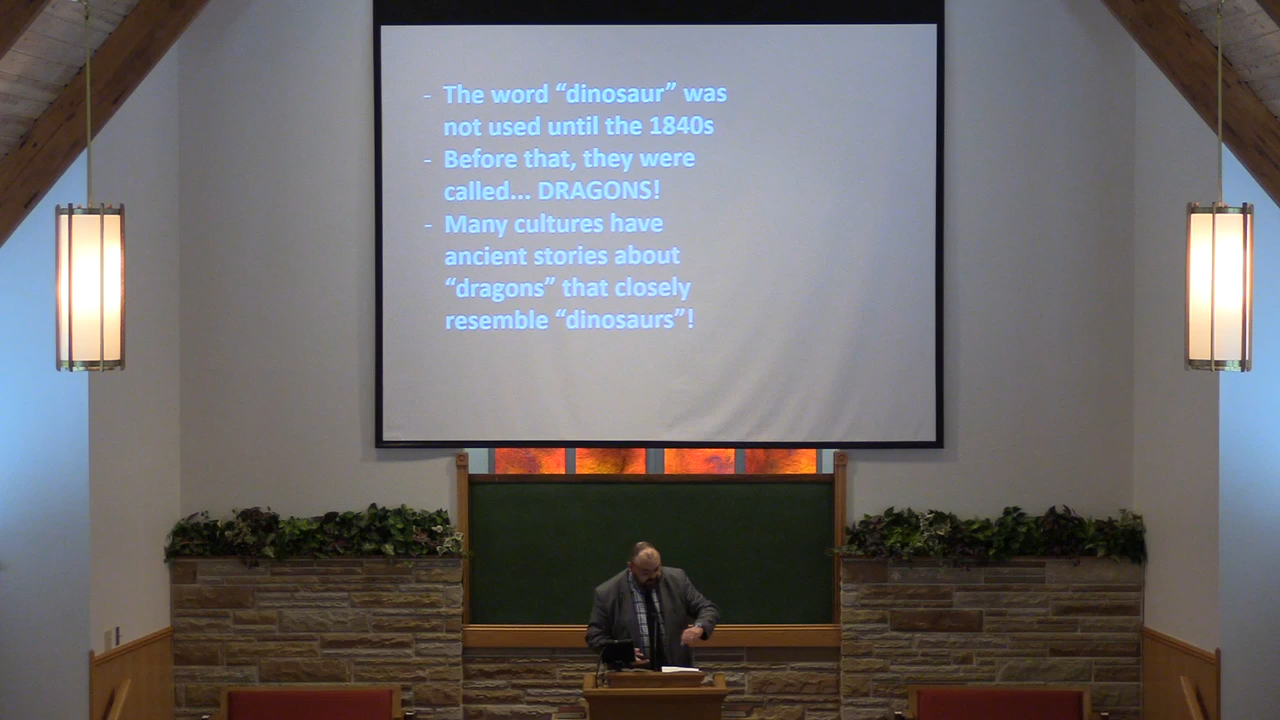 - The word “dinosaur” was
not used until the 1840s
- Before that, they were
called... DRAGONS!
- Many cultures have
ancient stories about
“dragons” that closely
resemble “dinosaurs”!